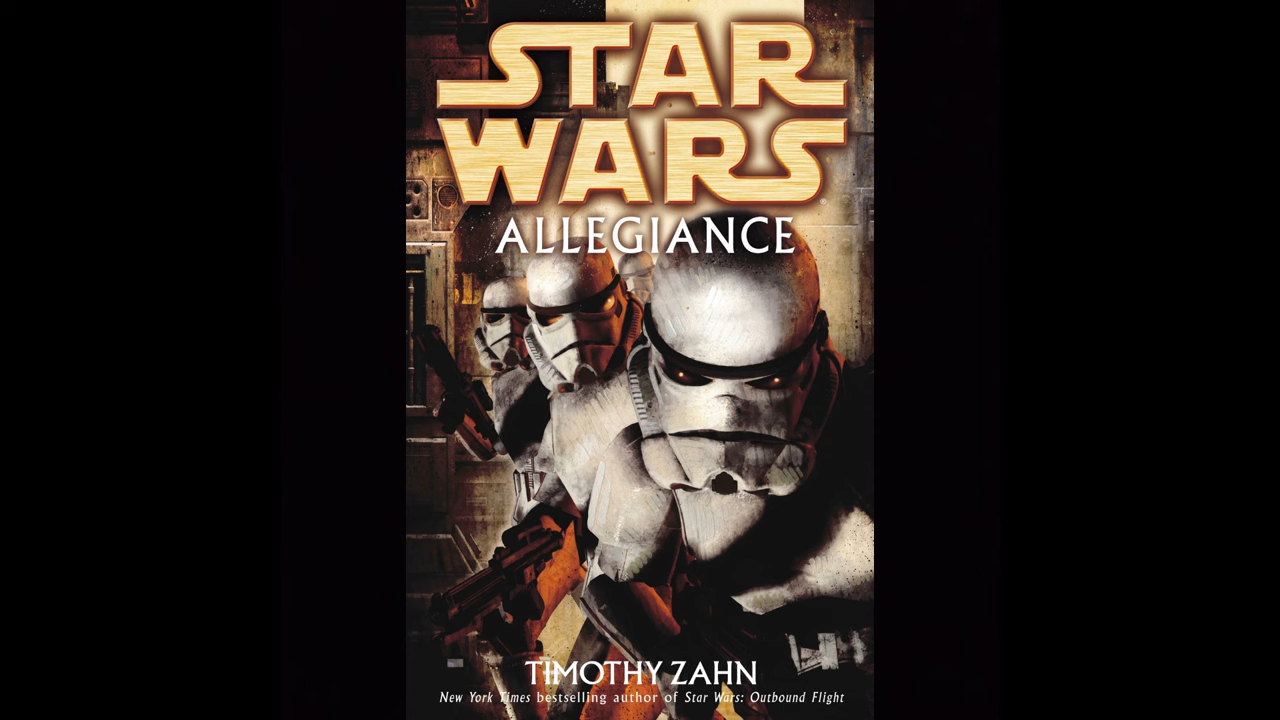 STAR
WARS
ALLEGIANCE
TIMOTHY ZAHN
New York Times bestselling author of Star Wars: Outbound Flight